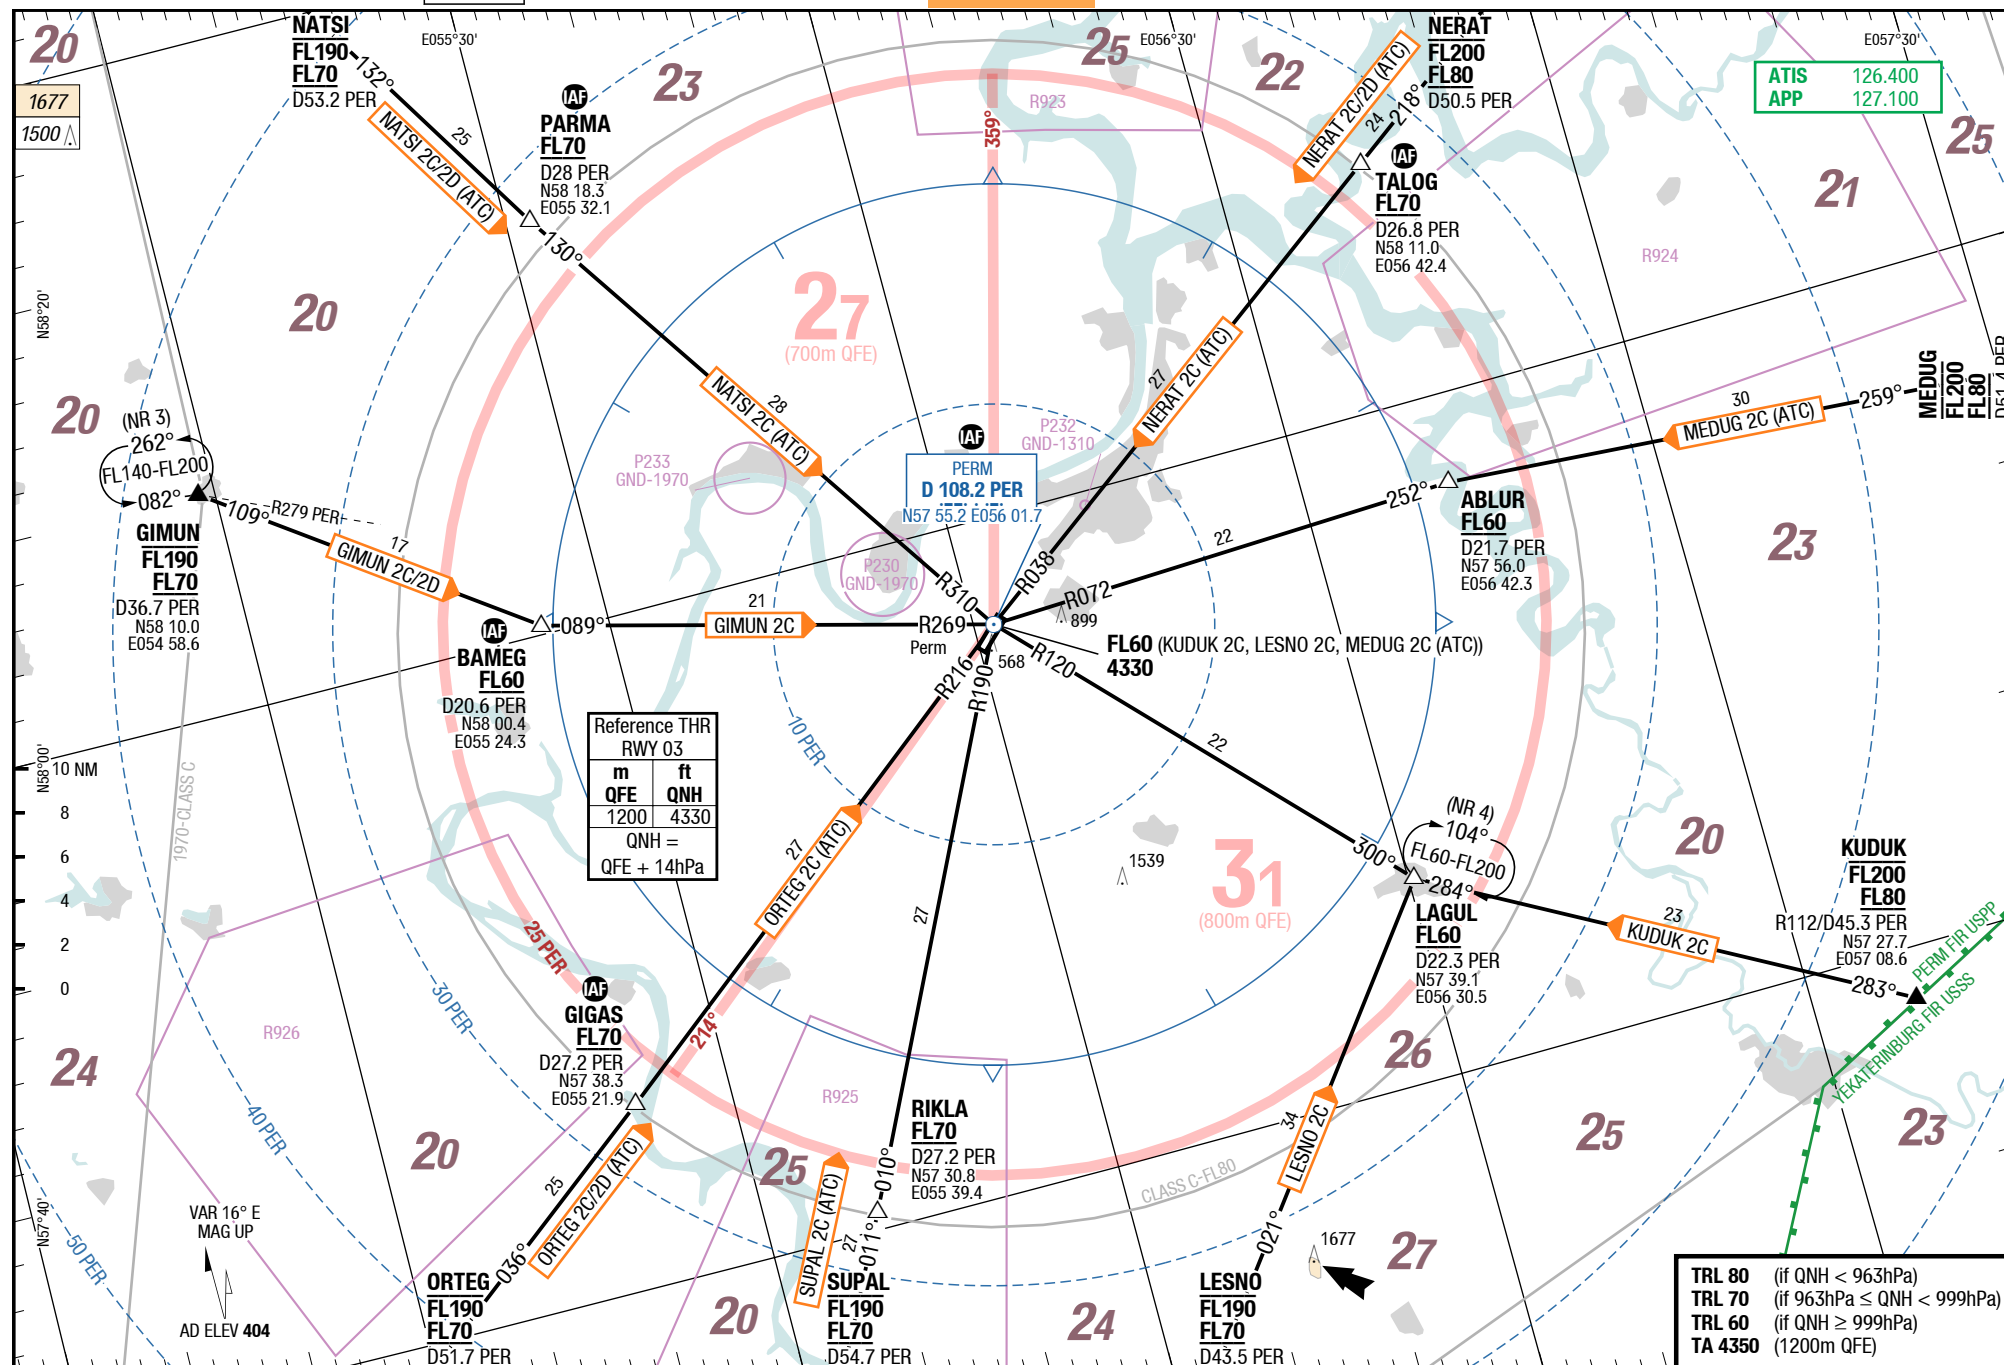 20
NATSI
FL190
FL70
D53.2 PER
132°
25
NATSI 2C/2D (ATC)
E055°30'
23
25
E056°30'
22
NERAT
FL200
FL80
D50.5 PER
218°
24
NERAT 2C/2D (ATC)
E057°30'
ATIS 126.400
APP 127.100
25
21
1677
1500
IAF
PARMA
FL70
D28 PER
N58 18.3
E055 32.1
130°
R923
359°
IAF
TALOG
FL70
D26.8 PER
N58 11.0
E056 42.4
R924
N58°20'
20
27
(700m QFE)
NATSI 2C (ATC)
28
27
NERAT 2C (ATC)
MEDUG
FL200
FL80
D51.4 PER
259°
30
MEDUG 2C (ATC)
20
(NR 3)
262°
FL140-FL200
082°
109°
R279 PER
GIMUN
FL190
FL70
D36.7 PER
N58 10.0
E054 58.6
17
GIMUN 2C/2D
P233
GND-1970
IAF
P232
GND-1310
PERM
D 108.2 PER
N57 55.2 E056 01.7
252°
22
ABLUR
FL60
D21.7 PER
N57 56.0
E056 42.3
23
P230
GND-1970
R310
R038
R072
899
IAF
BAMEG
FL60
D20.6 PER
N58 00.4
E055 24.3
089°
21
GIMUN 2C
R269
Perm
R216
R190
568
R120
FL60 (KUDUK 2C, LESNO 2C, MEDUG 2C (ATC))
4330
N58°00'
10 NM
8
6
4
2
0
1970-CLASS C
Reference THR
RWY 03
m ft
QFE QNH
1200 4330
QNH =
QFE + 14hPa
10 PER
22
27
ORTEG 2C (ATC)
27
1539
31
(800m QFE)
300°
(NR 4)
104°
FL60-FL200
284°
LAGUL
FL60
D22.3 PER
N57 39.1
E056 30.5
20
23
KUDUK 2C
KUDUK
FL200
FL80
R112/D45.3 PER
N57 27.7
E057 08.6
283°
PERM FIR USPP
YEKATERINBURG FIR USSS
25 PER
30 PER
40 PER
50 PER
R926
24
20
IAF
GIGAS
FL70
D27.2 PER
N57 38.3
E055 21.9
214°
R925
25
RIKLA
FL70
D27.2 PER
N57 30.8
E055 39.4
010°
26
25
23
34
LESNO 2C
CLASS C-FL80
N57°40'
VAR 16° E
MAG UP
AD ELEV 404
25
ORTEG 2C/2D (ATC)
036°
ORTEG
FL190
FL70
D51.7 PER
20
SUPAL 2C (ATC)
27
011°
SUPAL
FL190
FL70
D54.7 PER
24
021°
LESNO
FL190
FL70
D43.5 PER
1677
27
TRL 80 (if QNH < 963hPa)
TRL 70 (if 963hPa ≤ QNH < 999hPa)
TRL 60 (if QNH ≥ 999hPa)
TA 4350 (1200m QFE)